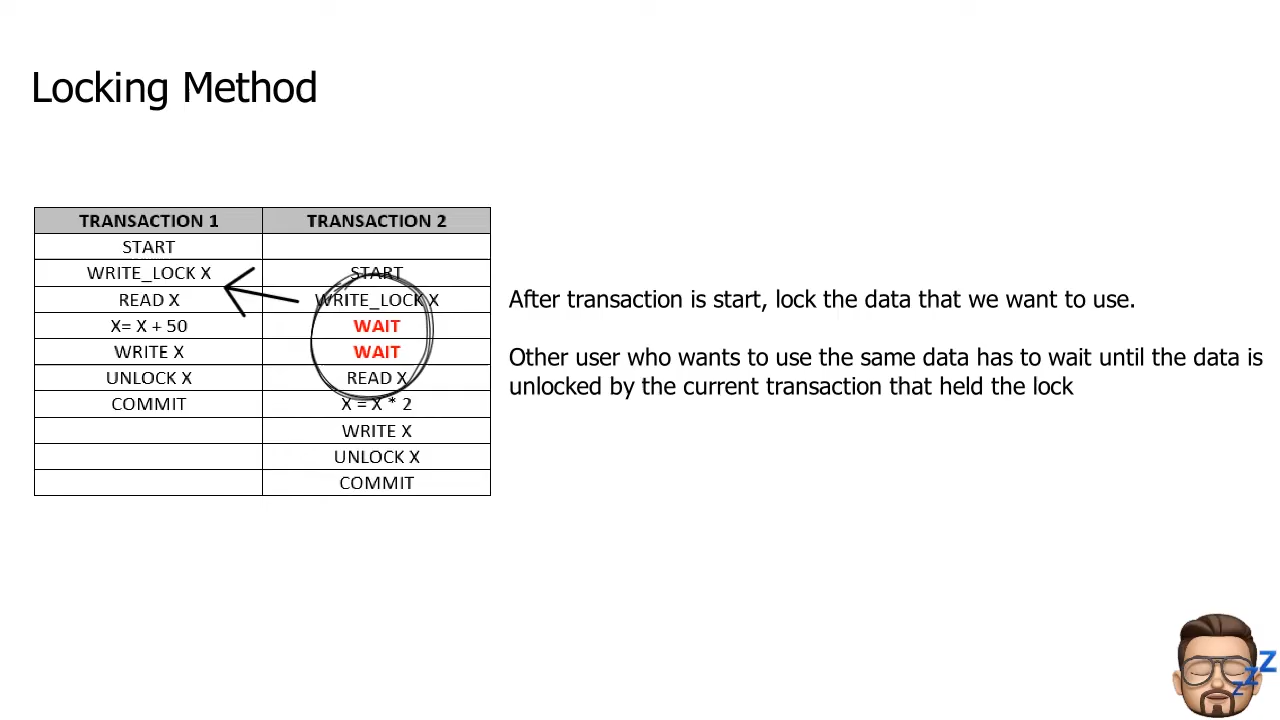 Locking Method
TRANSACTION 1 TRANSACTION 2
START
WRITE_LOCK X START
READ X WRITE_LOCK X
X= X + 50 WAIT
WRITE X WAIT
UNLOCK X READ X
COMMIT X = X * 2
WRITE X
UNLOCK X
COMMIT
After transaction is start, lock the data that we want to use.
Other user who wants to use the same data has to wait until the data is
unlocked by the current transaction that held the lock
z z Z